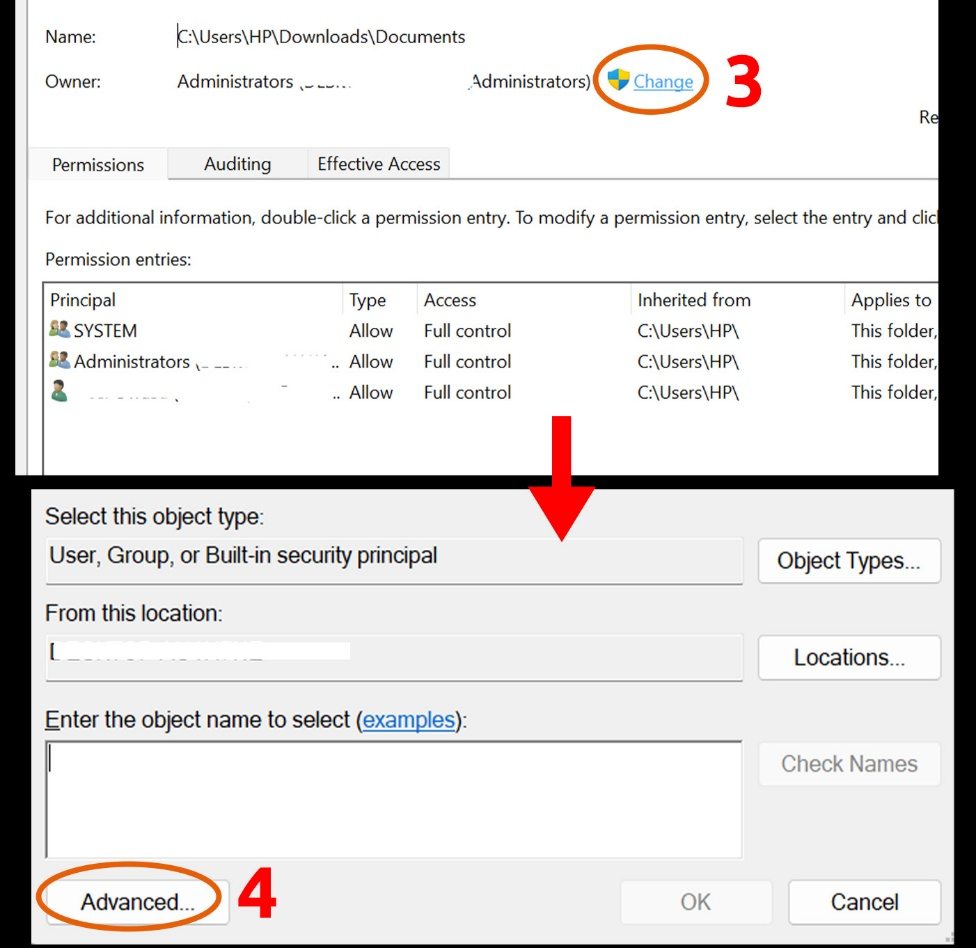 Name: C:\Users\HP\Downloads\Documents
Owner: Administrators Administrators) Change 3
Re
Permissions Auditing Effective Access
For additional information, double-click a permission entry. To modify a permission entry, select the entry and clic
Permission entries:
Principal Type Access Inherited from Applies to
SYSTEM Allow Full control C:\Users\HP\ This folder,
Administrators ( .. Allow Full control C:\Users\HP\ This folder,
.. Allow Full control C:\Users\HP\ This folder,
Select this object type:
User, Group, or Built-in security principal Object Types...
From this location:
Locations...
Enter the object name to select (examples):
Check Names
Advanced... 4 OK Cancel